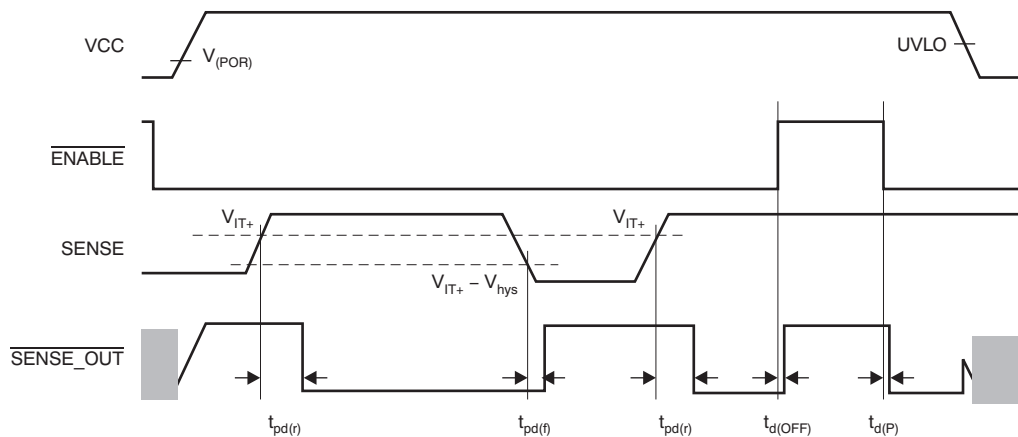 VCC
V(POR)
UVLO
ENABLE
VIT+
VIT+
SENSE
VIT+ – Vhys
SENSE_OUT
tpd(r)
tpd(f)
tpd(r)
td(OFF)
td(P)